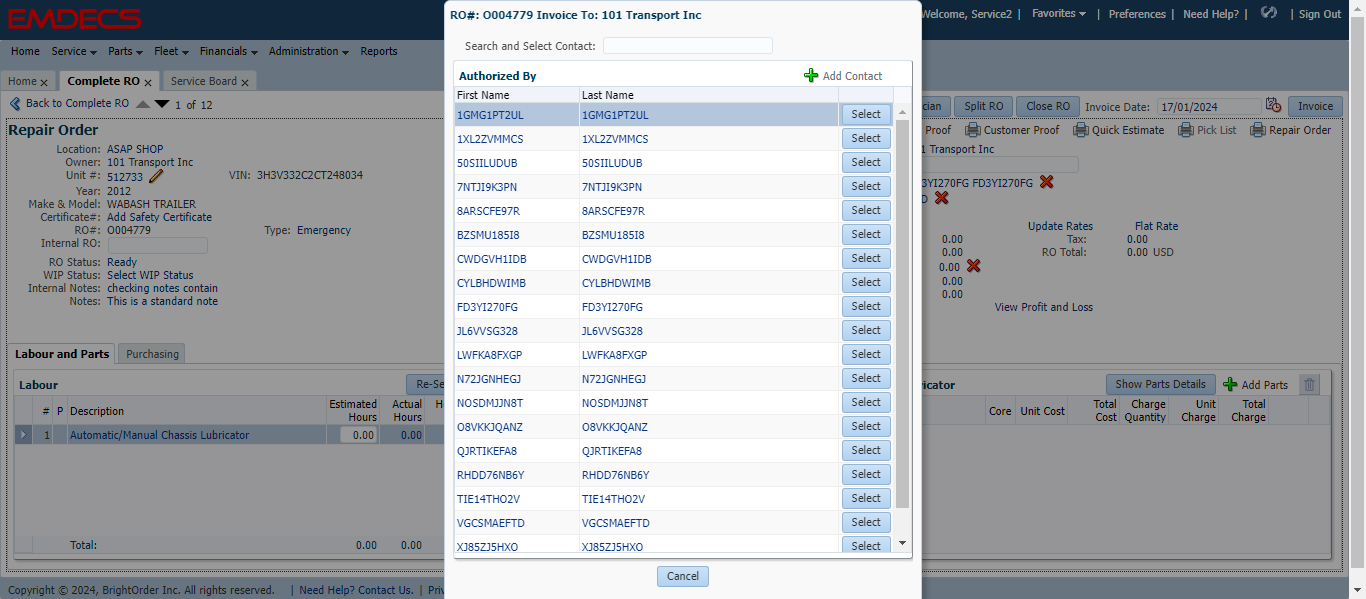 EMDECS
Welcome, Service2 | Favorites | Preferences | Need Help? | | Sign Out
Home Service Parts Fleet Financials Administration Reports
Home x Complete RO x Service Board x
Back to Complete RO 1 of 12
Split RO Close RO Invoice Date: 17/01/2024 Invoice
Repair Order
Proof Customer Proof Quick Estimate Pick List Repair Order
Location: ASAP SHOP
Owner: 101 Transport Inc
Unit #: 512733
VIN: 3H3V332C2CT248034
Year: 2012
Make & Model: WABASH TRAILER
Certificate#: Add Safety Certificate
RO#: O004779
Type: Emergency
Internal RO:
RO Status: Ready
WIP Status: Select WIP Status
Internal Notes: checking notes contain
Notes: This is a standard note
Transport Inc
3YI270FG FD3YI270FG
Update Rates Flat Rate
0.00 Tax: 0.00
0.00 RO Total: 0.00 USD
0.00
0.00
0.00
View Profit and Loss
Labour and Parts Purchasing
Labour
# P Description Estimated Hours Actual Hours
1 Automatic/Manual Chassis Lubricator 0.00 0.00
Total: 0.00 0.00
Show Parts Details Add Parts
Core Unit Cost Total Cost Charge Quantity Unit Charge Total Charge
RO#: O004779 Invoice To: 101 Transport Inc
Search and Select Contact:
Authorized By Add Contact
First Name Last Name
1GMG1PT2UL 1GMG1PT2UL Select
1XL2ZVMMCS 1XL2ZVMMCS Select
50SIILUDUB 50SIILUDUB Select
7NTJI9K3PN 7NTJI9K3PN Select
8ARSCFE97R 8ARSCFE97R Select
BZSMU185I8 BZSMU185I8 Select
CWDGVH1IDB CWDGVH1IDB Select
CYLBHDWIMB CYLBHDWIMB Select
FD3YI270FG FD3YI270FG Select
JL6VVSG328 JL6VVSG328 Select
LWFKA8FXGP LWFKA8FXGP Select
N72JGNHEGJ N72JGNHEGJ Select
NOSDMJJN8T NOSDMJJN8T Select
O8VKKJQANZ O8VKKJQANZ Select
QJRTIKEFA8 QJRTIKEFA8 Select
RHDD76NB6Y RHDD76NB6Y Select
TIE14THO2V TIE14THO2V Select
VGCSMAEFTD VGCSMAEFTD Select
XJ85ZJ5HXO XJ85ZJ5HXO Select
Cancel
Copyright © 2024, BrightOrder Inc. All rights reserved. | Need Help? Contact Us. |